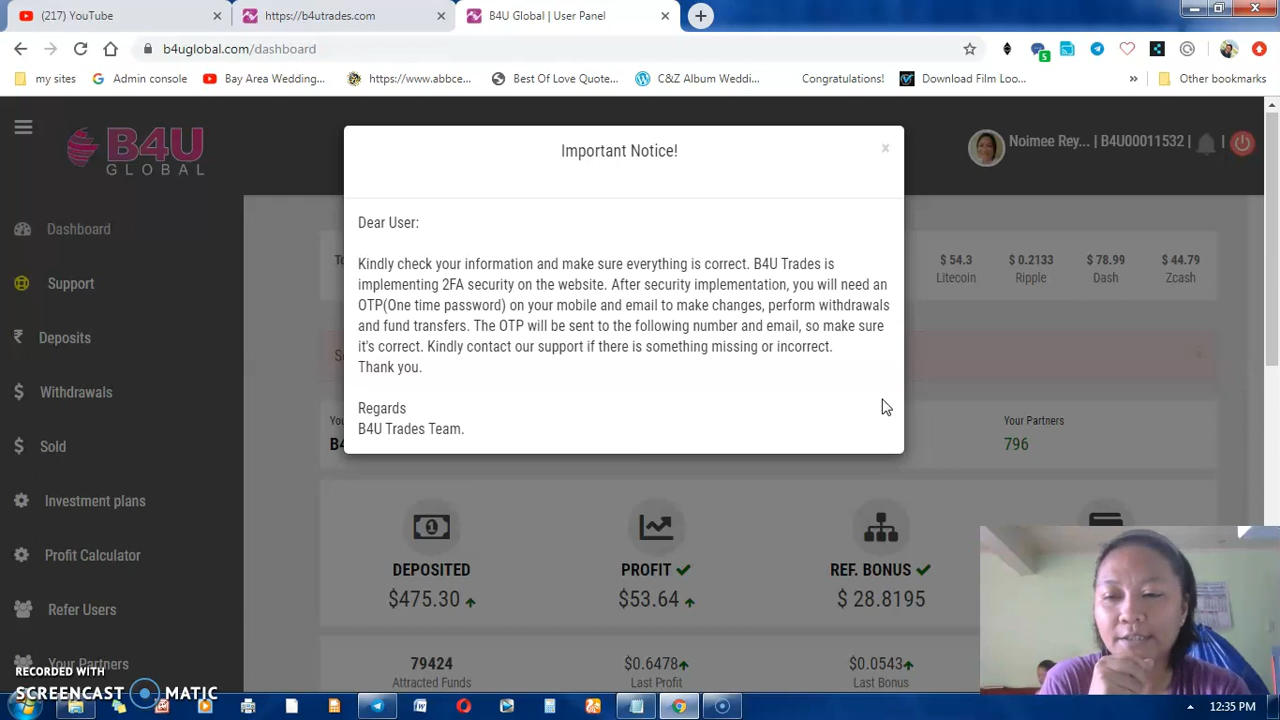 (217) YouTube
https://b4utrades.com
B4U Global | User Panel
b4uglobal.com/dashboard
5
my sites
Admin console
Bay Area Wedding...
https://www.abbce...
Best Of Love Quote...
C&Z Album Weddi...
Congratulations!
Download Film Loo...
»
Other bookmarks
B4U
GLOBAL
Important Notice!
×
Noimee Rey... | B4U00011532 |
|
Dashboard
Support
Deposits
Withdrawals
Sold
Investment plans
Profit Calculator
Refer Users
Your Partners
Dear User:
Kindly check your information and make sure everything is correct. B4U Trades is
implementing 2FA security on the website. After security implementation, you will need an
OTP(One time password) on your mobile and email to make changes, perform withdrawals
and fund transfers. The OTP will be sent to the following number and email, so make sure
it's correct. Kindly contact our support if there is something missing or incorrect.
Thank you.
Regards
B4U Trades Team.
$ 54.3
Litecoin
$ 0.2133
Ripple
$ 78.99
Dash
$ 44.79
Zcash
Your Partners
796
DEPOSITED
$475.30
PROFIT
$53.64
REF. BONUS
$ 28.8195
79424
Attracted Funds
$0.6478
Last Profit
$0.0543
Last Bonus
RECORDED WITH
SCREENCAST MATIC
12:35 PM